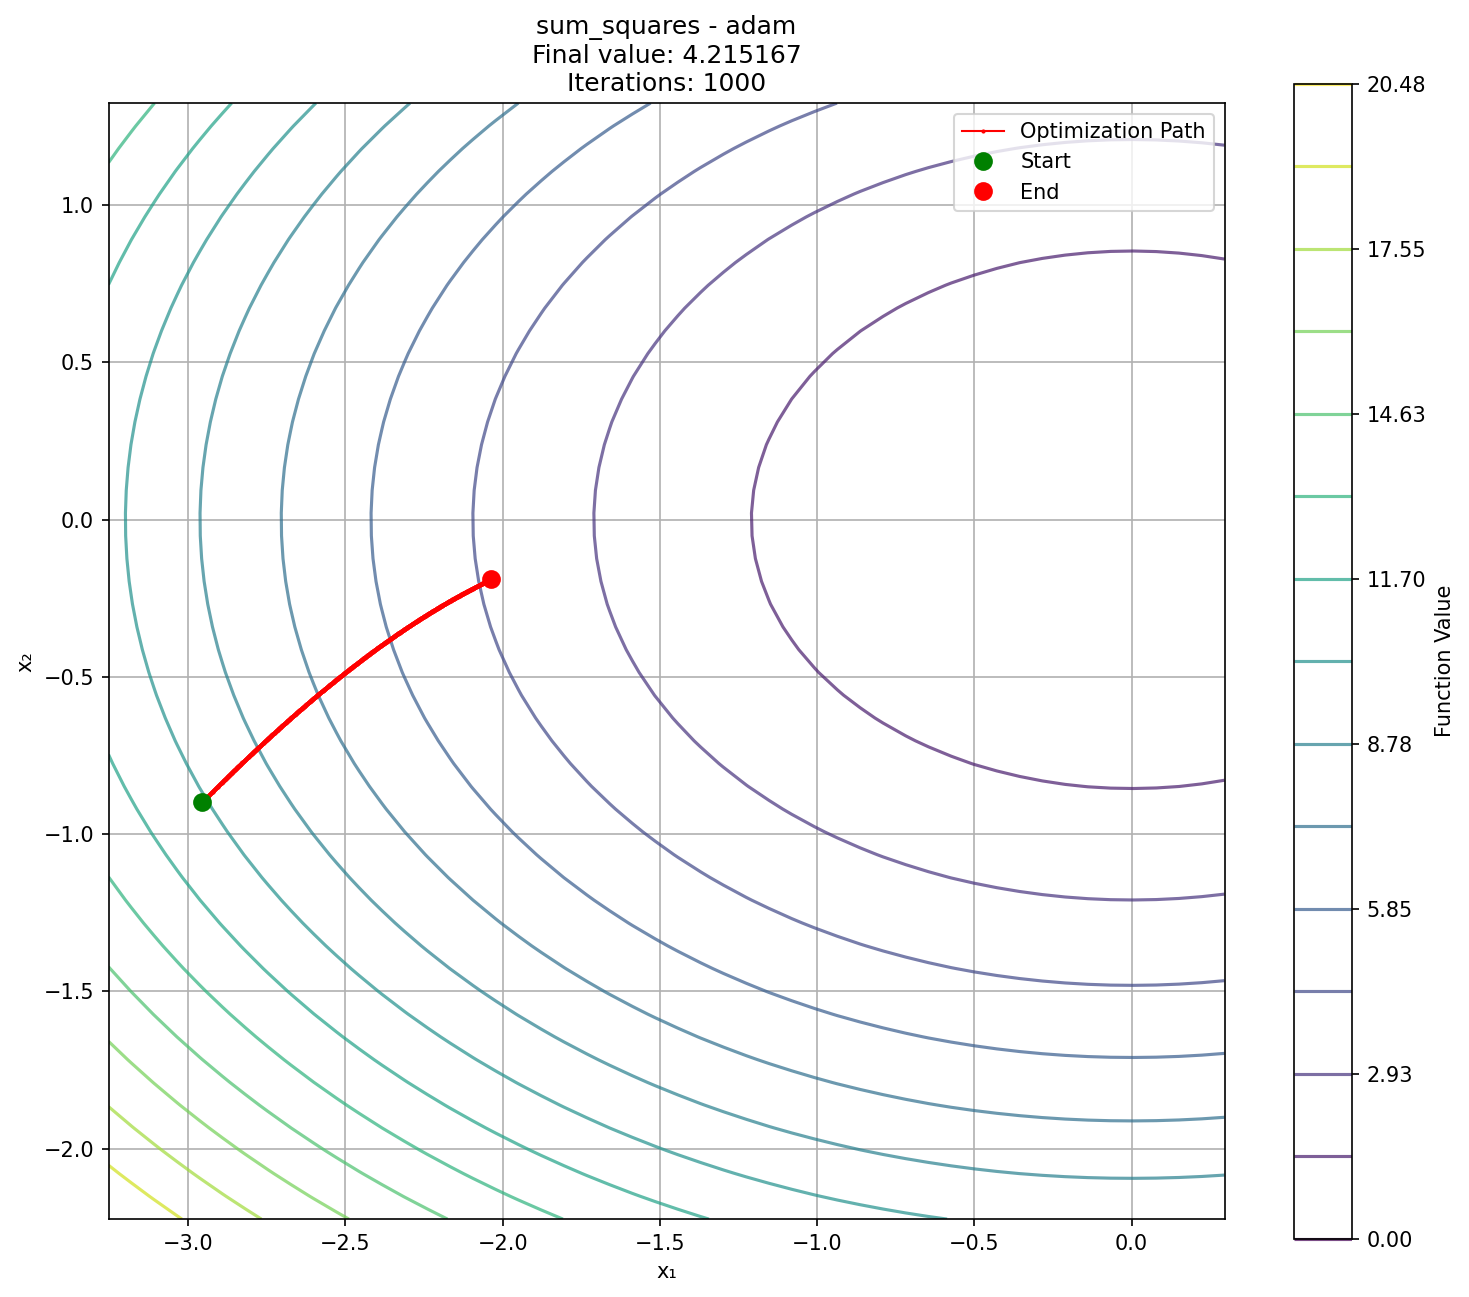 sum_squares - adam
Final value: 4.215167
Iterations: 1000
Optimization Path
Start
End
1.0
0.5
0.0
−0.5
−1.0
−1.5
−2.0
x₂
−3.0
−2.5
−2.0
−1.5
−1.0
−0.5
0.0
x₁
20.48
17.55
14.63
11.70
8.78
5.85
2.93
0.00
Function Value